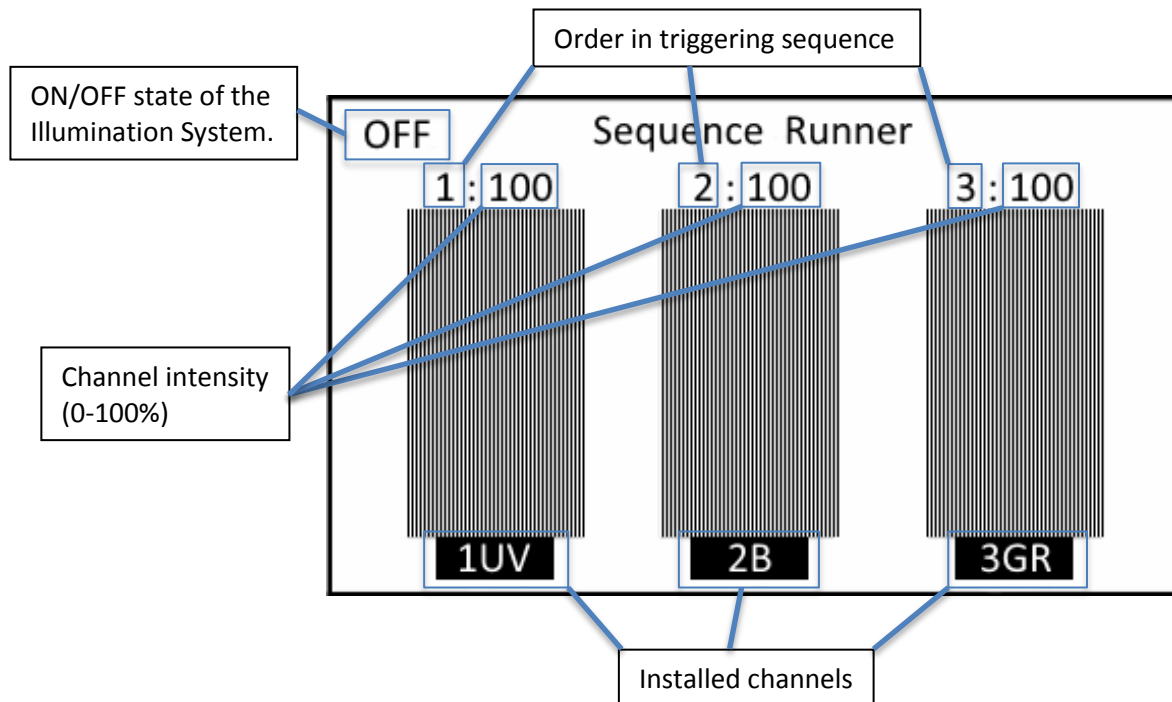 Order in triggering sequence
ON/OFF state of the
Illumination System.
OFF
Sequence Runner
1 : 100
2 : 100
3 : 100
Channel intensity
(0-100%)
1UV
2B
3GR
Installed channels